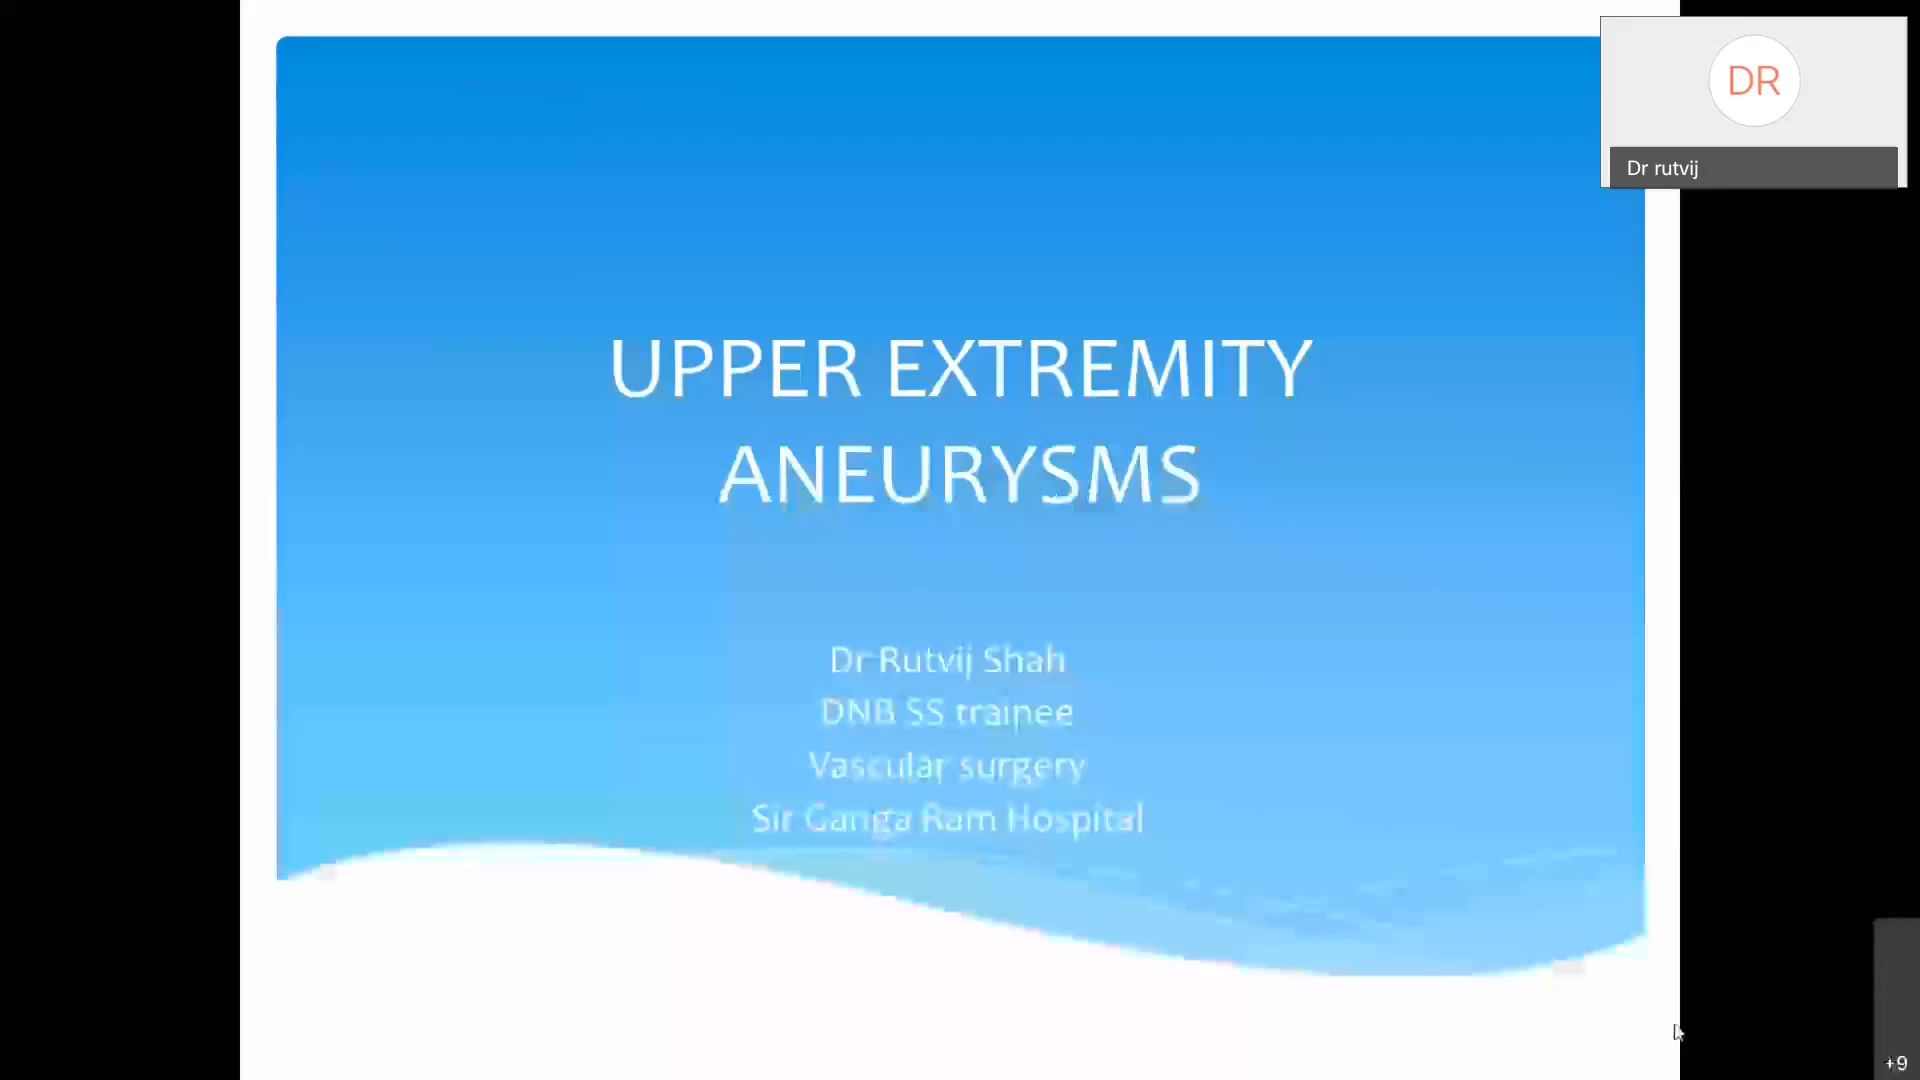 DR
Dr rutvij
UPPER EXTREMITY
ANEURYSMS
Dr Rutvij Shah
DNB SS trainee
Vascular surgery
Sir Ganga Ram Hospital
+9